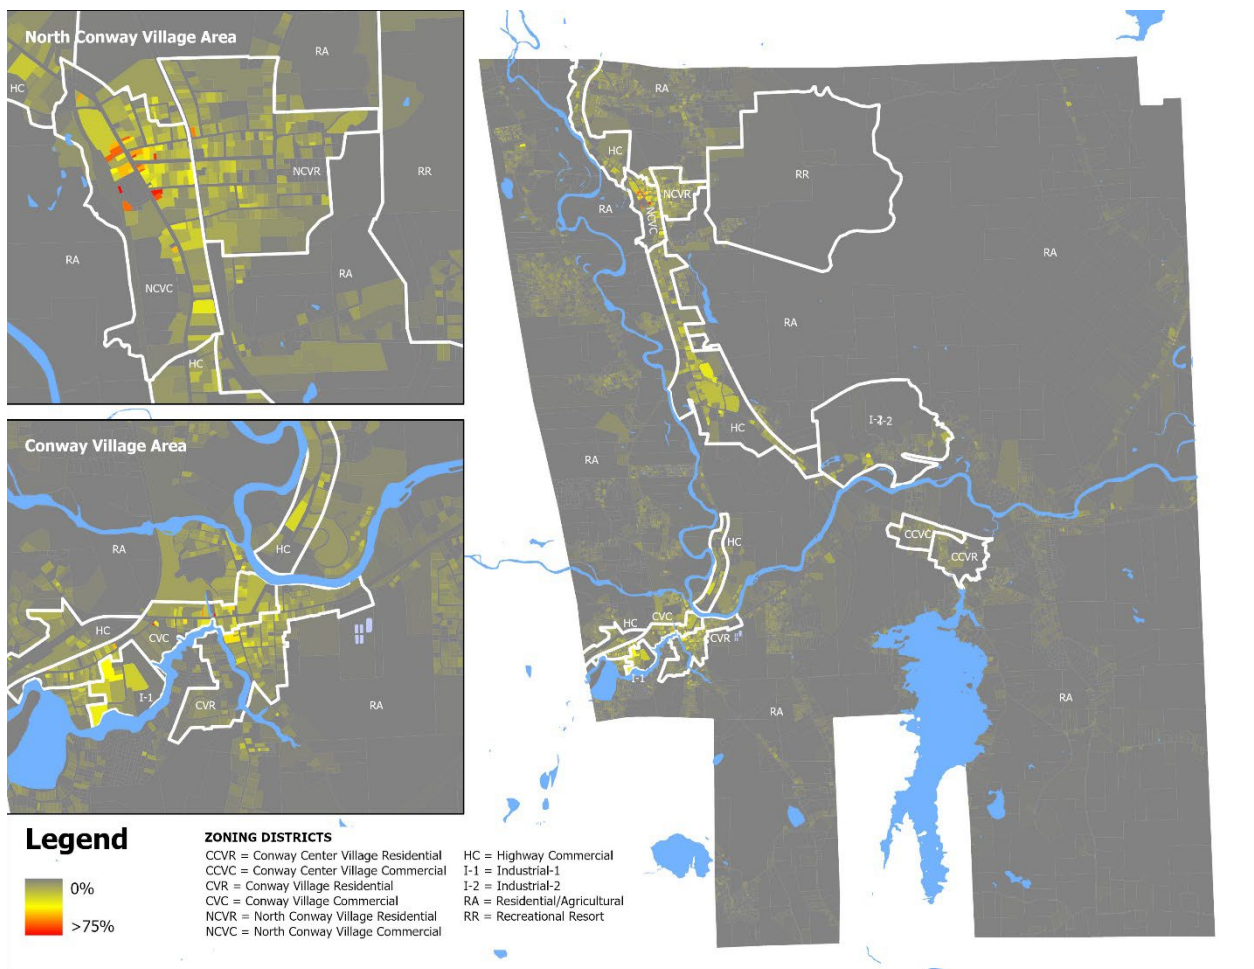 North Conway Village Area
RA
HC
NCVR
RR
RA
RA
NCVC
HC
Conway Village Area
RA
HC
HC
CVC
I-1
CVR
RA
RA
HC
RR
NCVR
RA
NCVC
RA
RA
HC
I-2
I-2
RA
HC
CCVC
CCVR
HC
CVC
CVR
I-1
RA
RA
Legend
0%
>75%
ZONING DISTRICTS
CCVR = Conway Center Village Residential
CCVC = Conway Center Village Commercial
CVR = Conway Village Residential
CVC = Conway Village Commercial
NCVR = North Conway Village Residential
NCVC = North Conway Village Commercial
HC = Highway Commercial
I-1 = Industrial-1
I-2 = Industrial-2
RA = Residential/Agricultural
RR = Recreational Resort